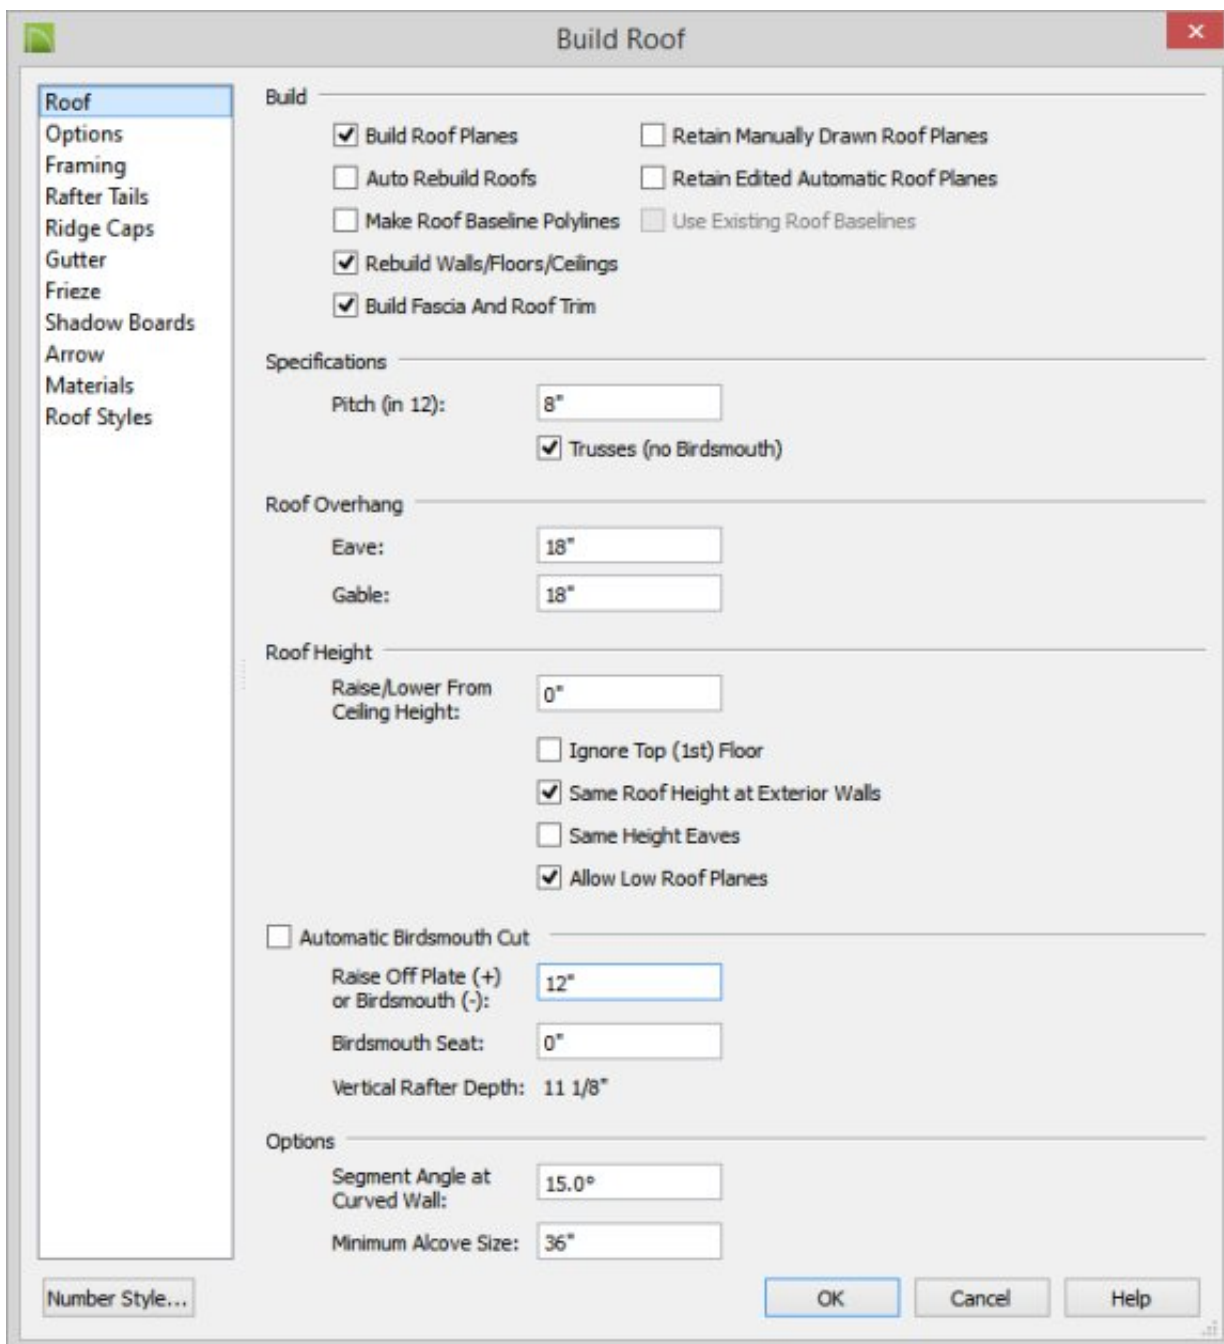 Build Roof
Roof
Options
Framing
Rafter Tails
Ridge Caps
Gutter
Frieze
Shadow Boards
Arrow
Materials
Roof Styles
Build
Build Roof Planes
Retain Manually Drawn Roof Planes
Auto Rebuild Roofs
Retain Edited Automatic Roof Planes
Make Roof Baseline Polylines
Use Existing Roof Baselines
Rebuild Walls/Floors/Ceilings
Build Fascia And Roof Trim
Specifications
Pitch (in 12): 8"
Trusses (no Birdsmouth)
Roof Overhang
Eave: 18"
Gable: 18"
Roof Height
Raise/Lower From
Ceiling Height: 0"
Ignore Top (1st) Floor
Same Roof Height at Exterior Walls
Same Height Eaves
Allow Low Roof Planes
Automatic Birdsmouth Cut
Raise Off Plate (+)
or Birdsmouth (-): 12"
Birdsmouth Seat: 0"
Vertical Rafter Depth: 11 1/8"
Options
Segment Angle at
Curved Wall: 15.0°
Minimum Alcove Size: 36"
Number Style...
OK
Cancel
Help